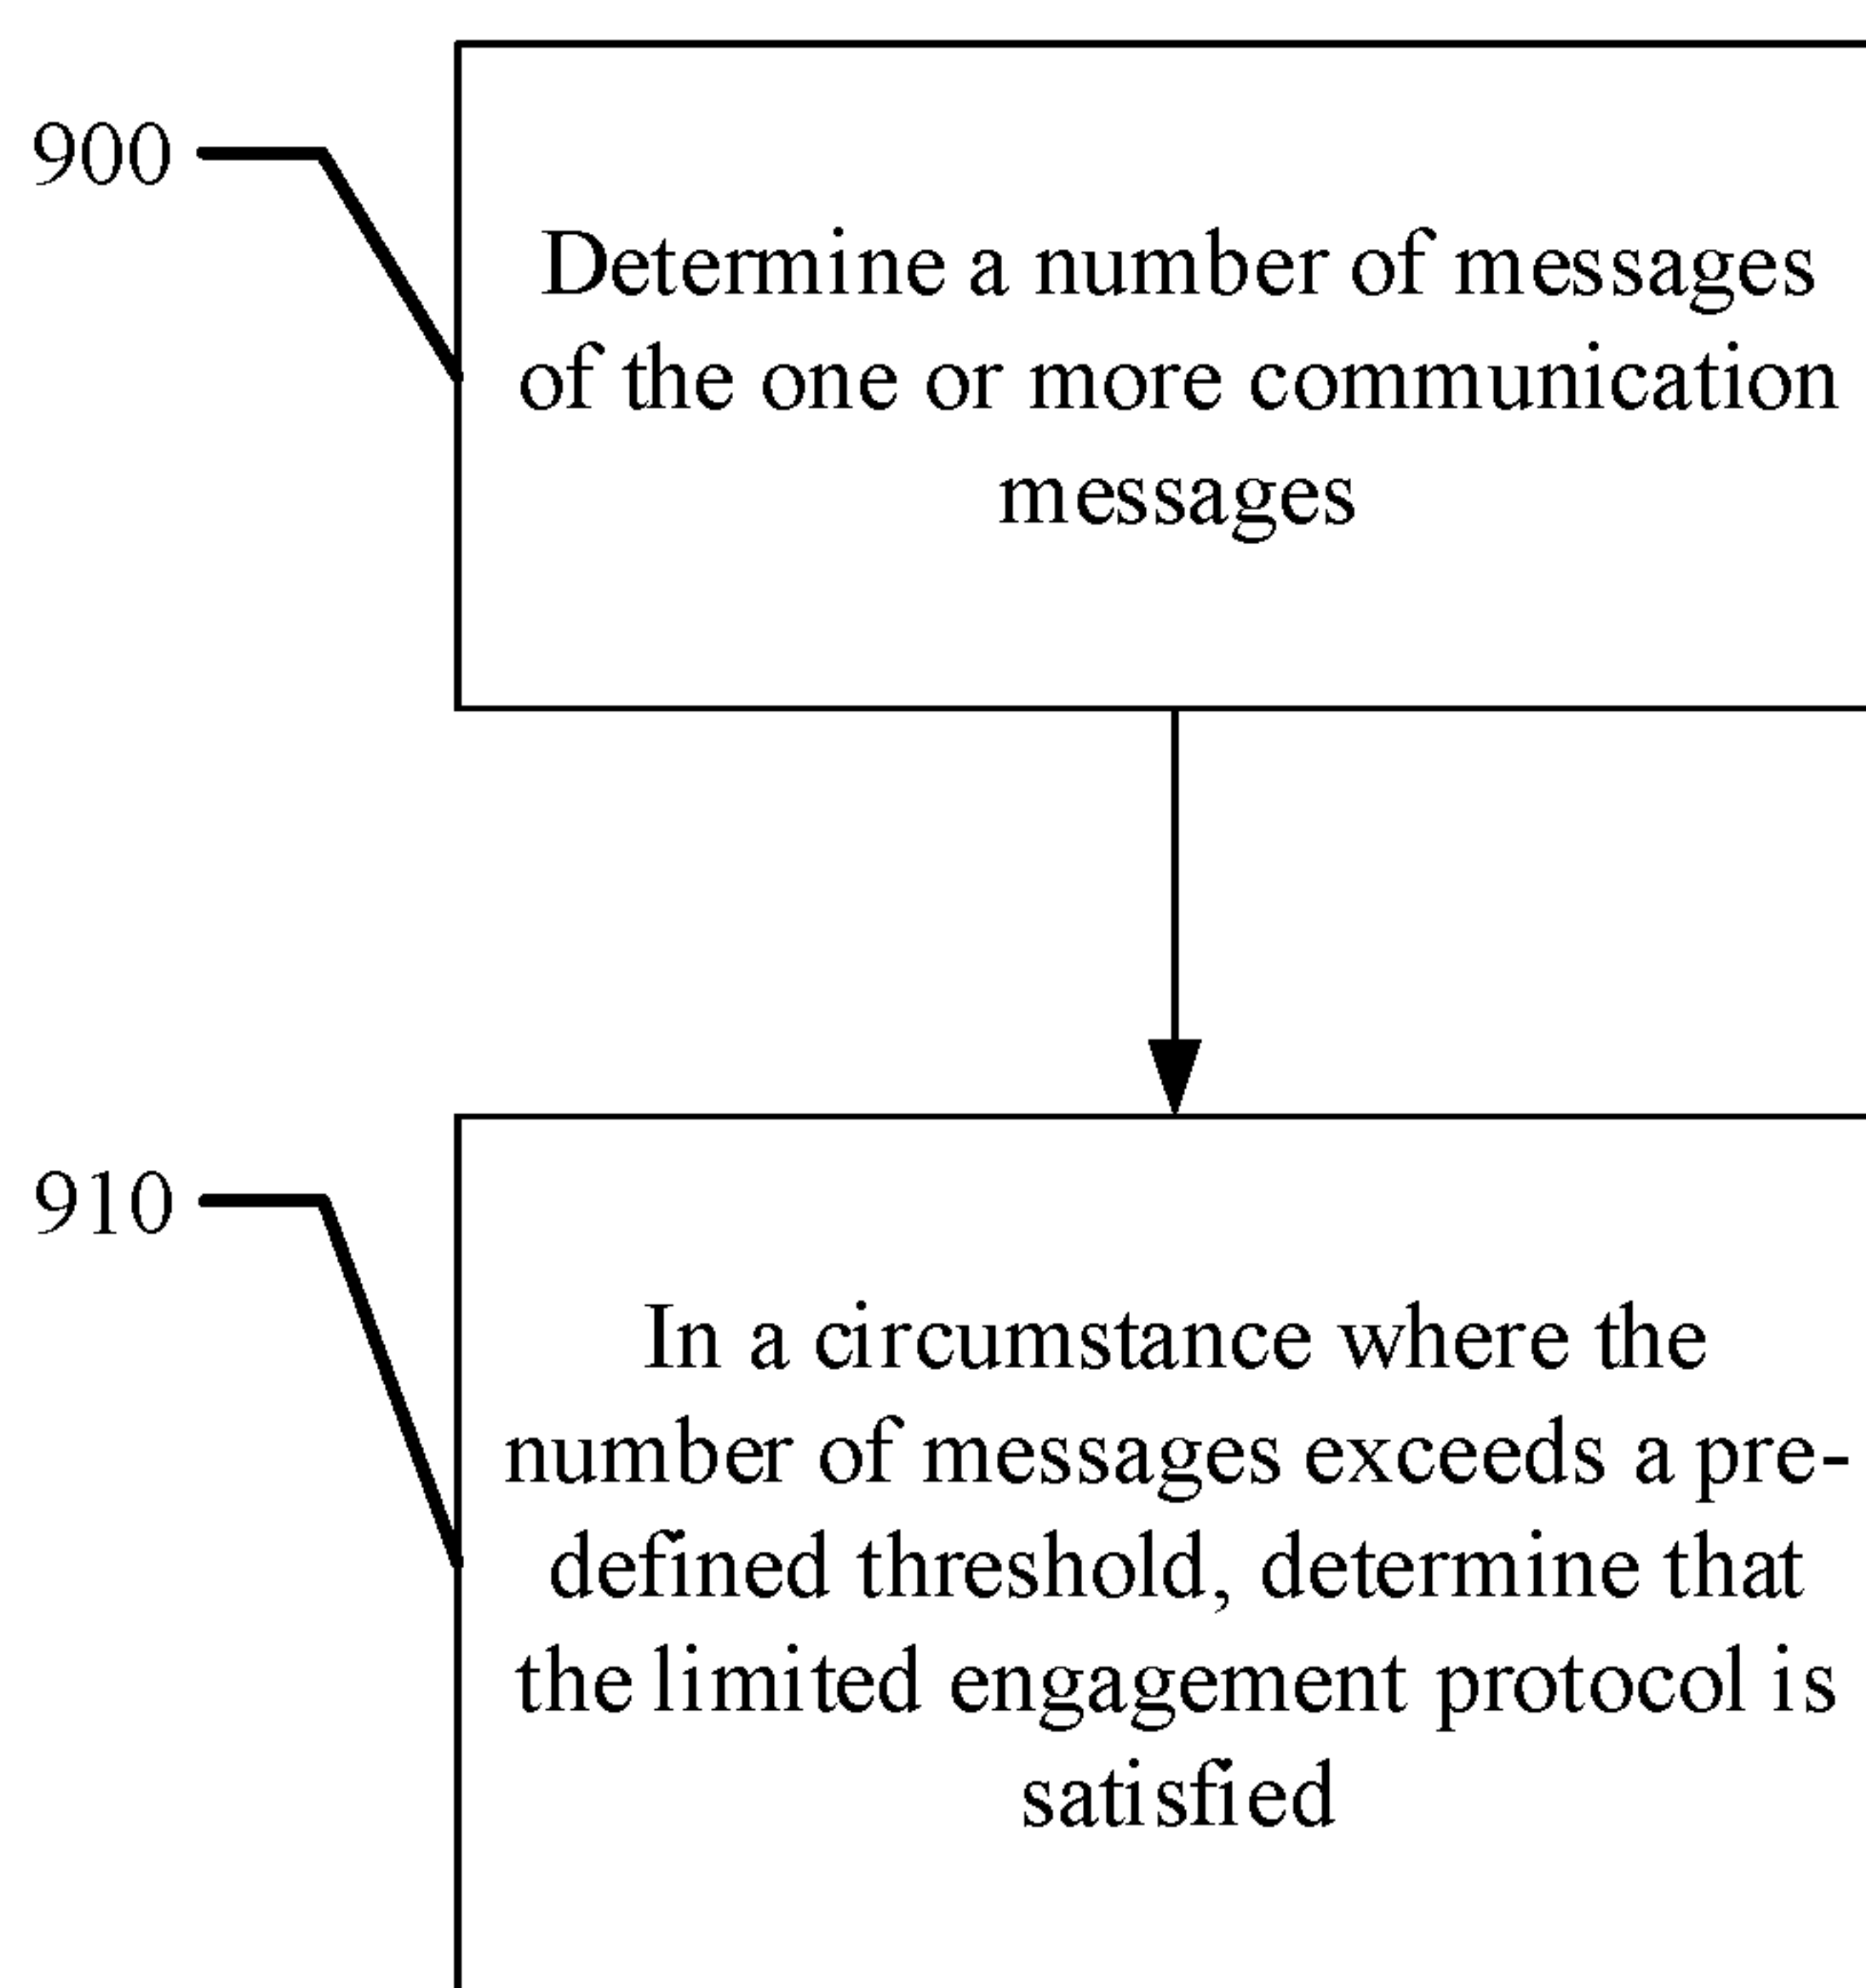 900
Determine a number of messages
of the one or more communication
messages
910
In a circumstance where the
number of messages exceeds a pre-
defined threshold, determine that
the limited engagement protocol is
satisfied